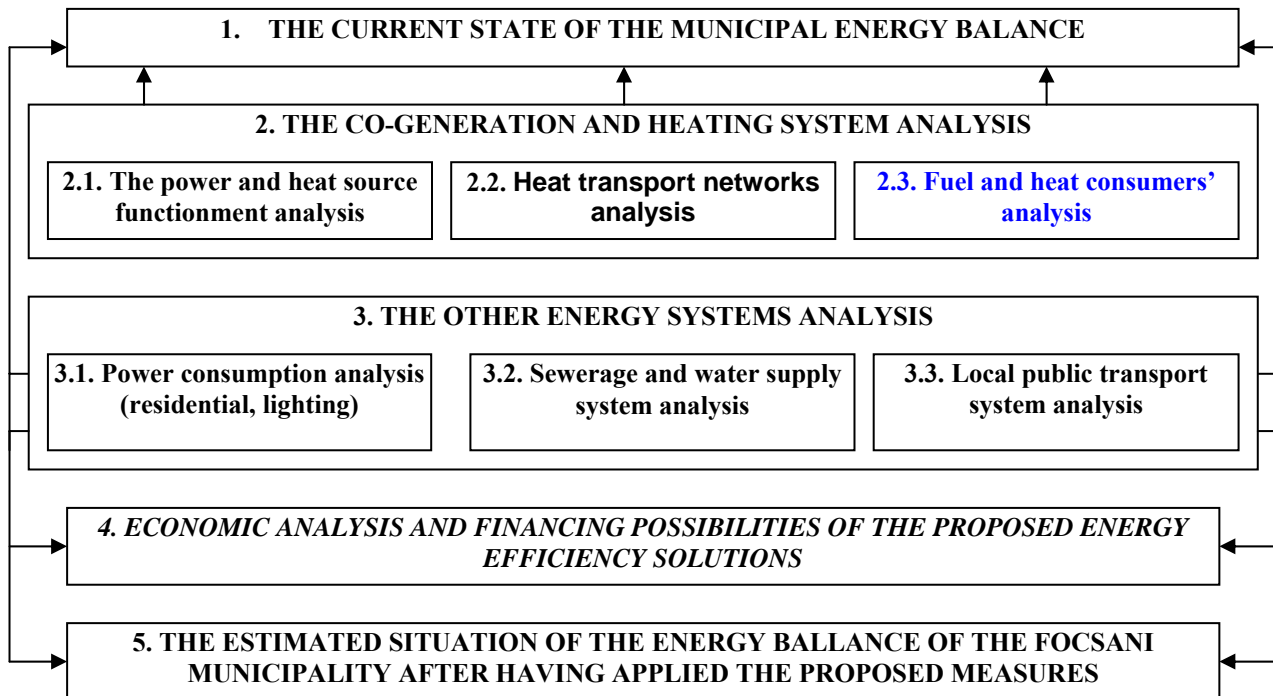 1. THE CURRENT STATE OF THE MUNICIPAL ENERGY BALANCE
2. THE CO-GENERATION AND HEATING SYSTEM ANALYSIS
2.1. The power and heat source
functionment analysis
2.2. Heat transport networks
analysis
2.3. Fuel and heat consumers’
analysis
3. THE OTHER ENERGY SYSTEMS ANALYSIS
3.1. Power consumption analysis
(residential, lighting)
3.2. Sewerage and water supply
system analysis
3.3. Local public transport
system analysis
4. ECONOMIC ANALYSIS AND FINANCING POSSIBILITIES OF THE PROPOSED ENERGY
EFFICIENCY SOLUTIONS
5. THE ESTIMATED SITUATION OF THE ENERGY BALLANCE OF THE FOCSANI
MUNICIPALITY AFTER HAVING APPLIED THE PROPOSED MEASURES